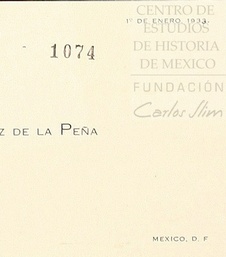 CENTRO DE
1º DE ENERO, 1933.
ESTUDIOS
DE HISTORIA
DE MEXICO
1074
FUNDACIÓN
Carlos Slim
Z DE LA PEÑA
MEXICO, D. F